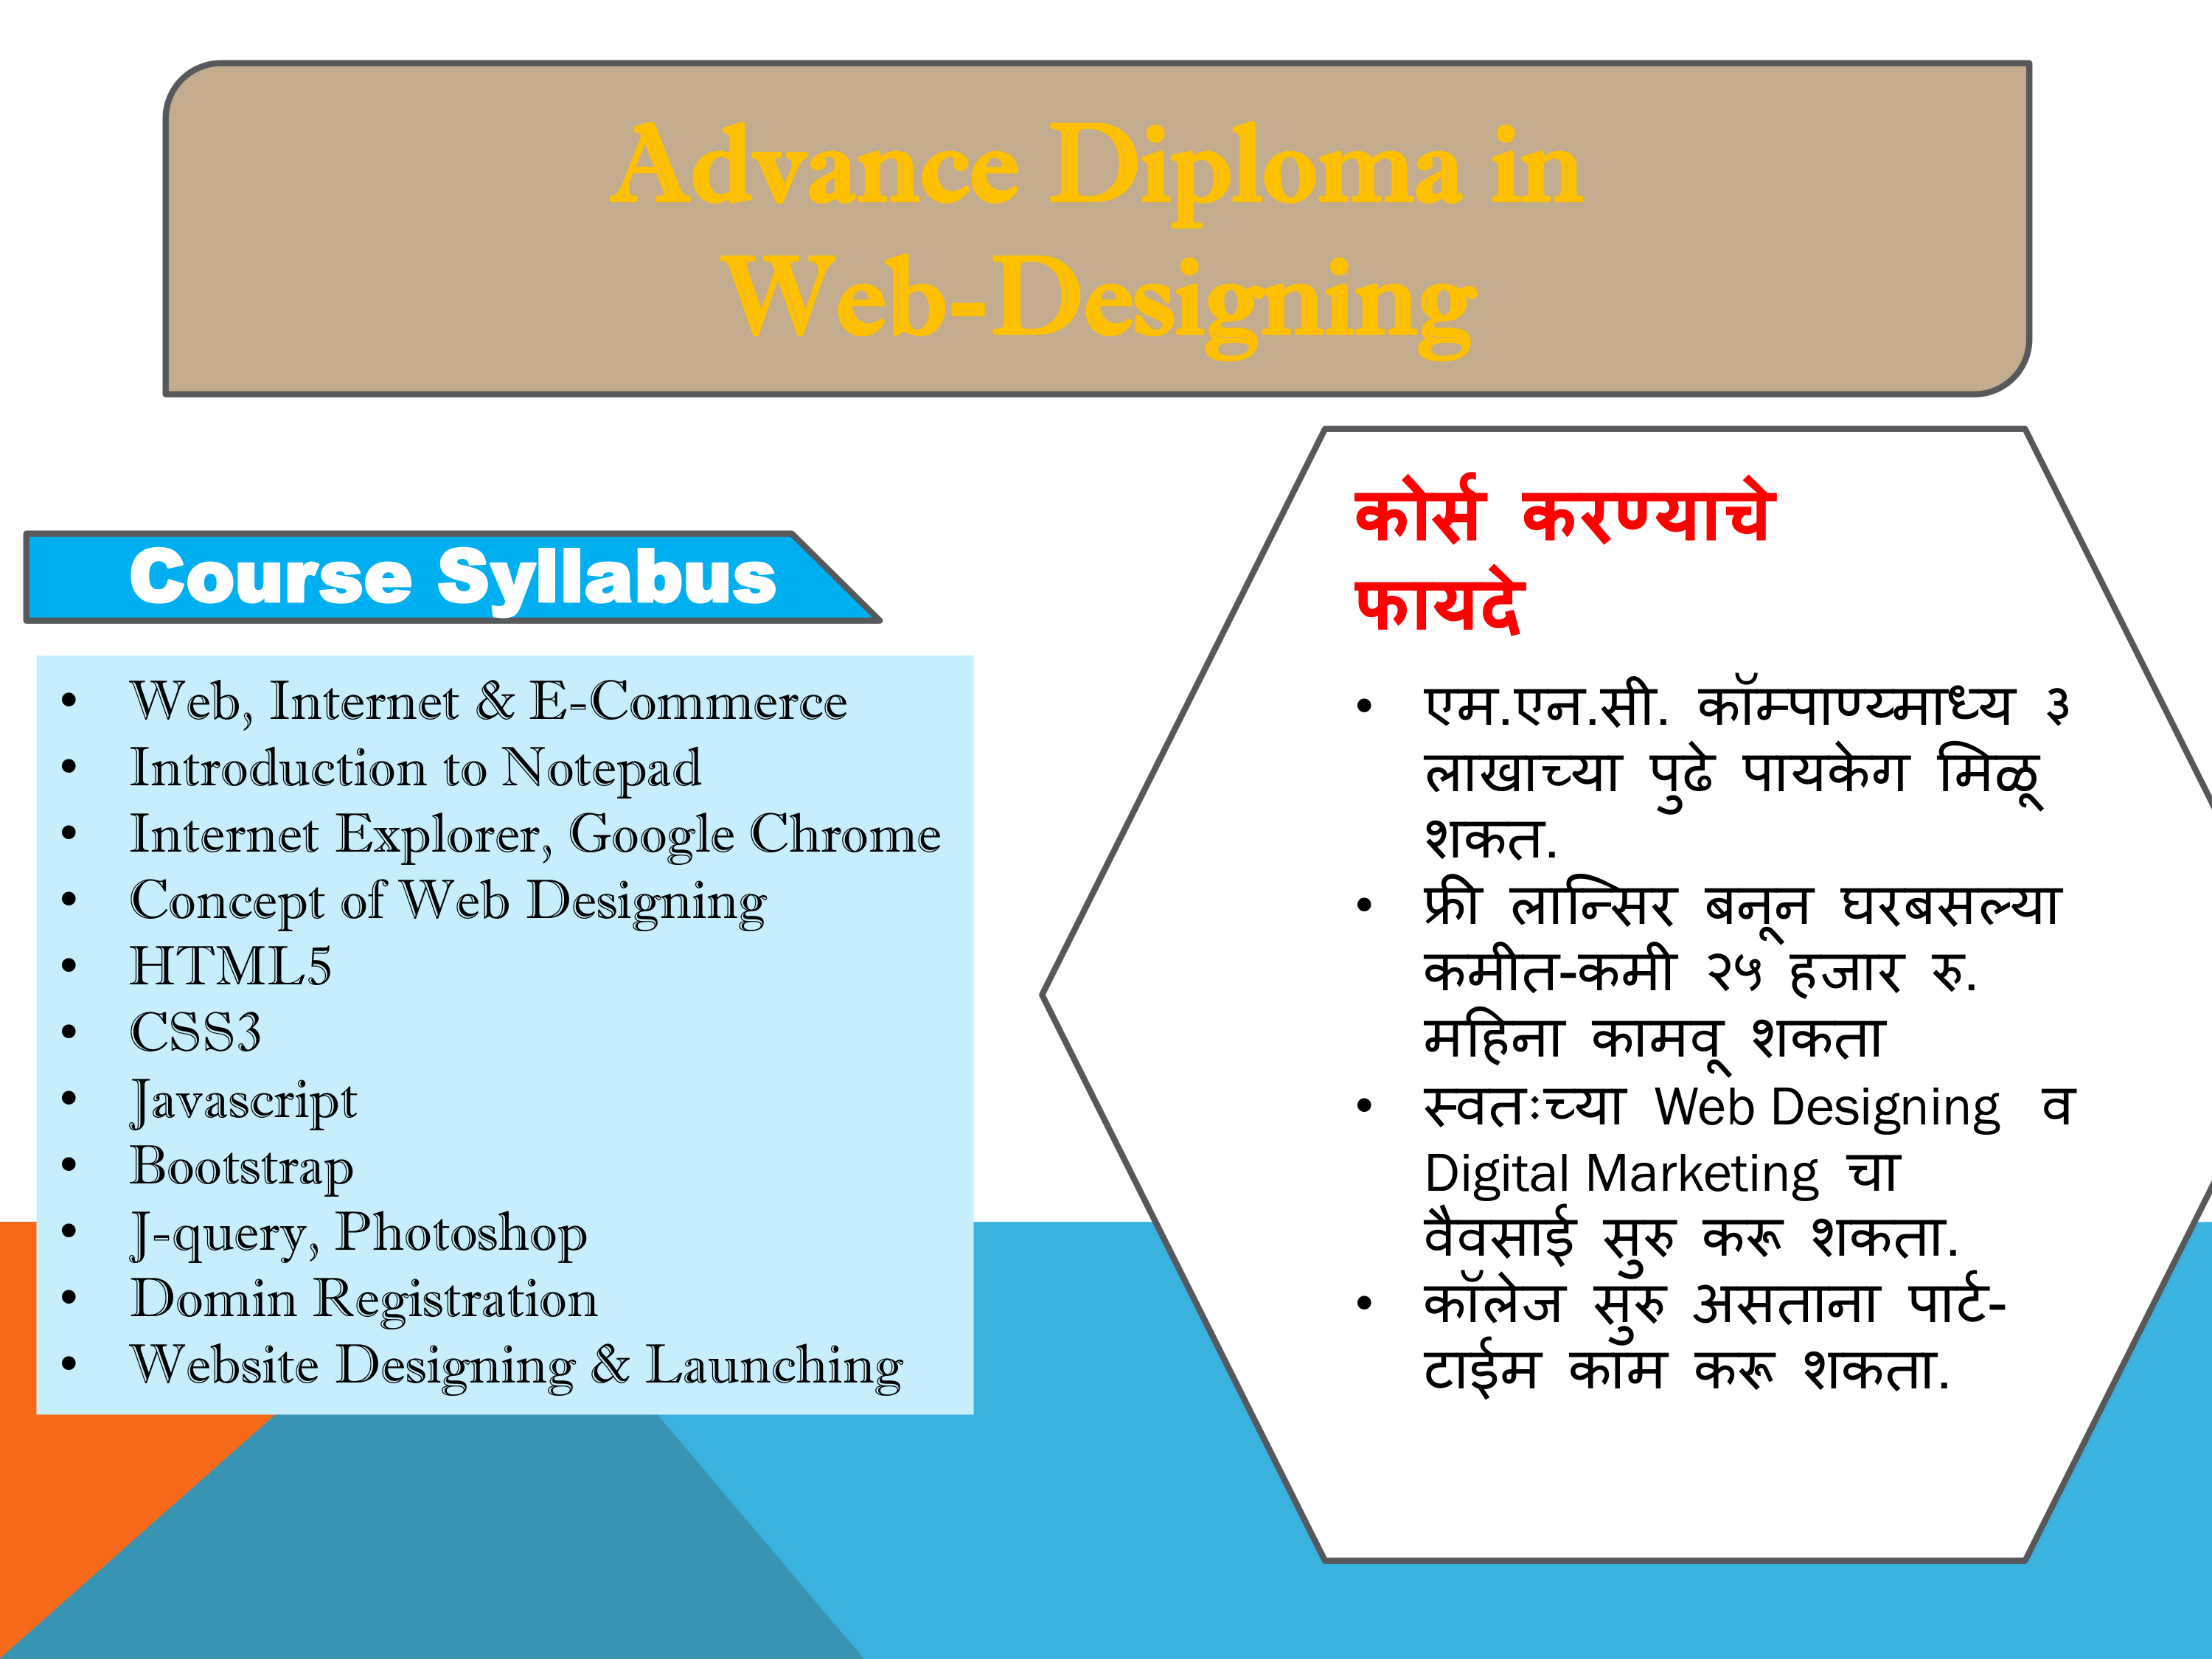 Advance Diploma in
Web-Designing
Course Syllabus
• Web, Internet & E-Commerce
• Introduction to Notepad
• Internet Explorer, Google Chrome
• Concept of Web Designing
• HTML5
• CSS3
• Javascript
• Bootstrap
• J-query, Photoshop
• Domin Registration
• Website Designing & Launching
कोर्स करण्याचे
फायदे
• एम.एन.सी. कॉम्पाण्य्माध्य ३
लाखाच्या पुढे पायकेग मिळू
शकत.
• फ्री लान्सिर बनून घरबसल्या
कमीत-कमी २५ हजार रु.
महिना कामवू शकता
• स्वतःच्या Web Designing व
Digital Marketing चा
वैवसाई सुरु करू शकता.
• कॉलेज सुरु असताना पार्ट-
टाईम काम करू शकता.